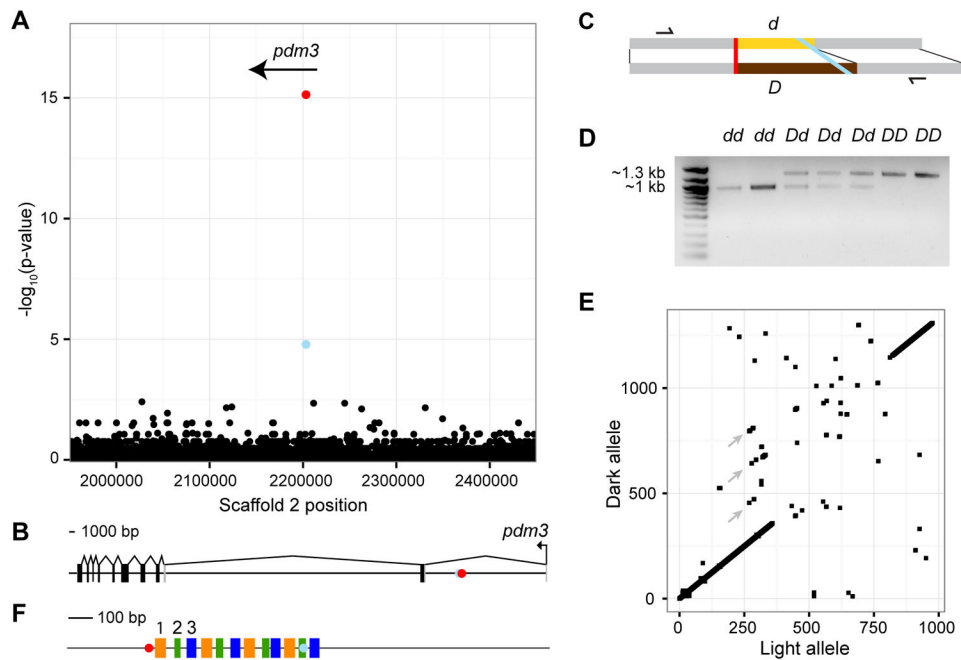 A
pdm3
15
10
5
0
-log10(p-value)
2000000 2100000 2200000 2300000 2400000
Scaffold 2 position
B
1000 bp
pdm3
F
100 bp
1 2 3
C
d
D
D
dd dd Dd Dd Dd DD DD
~1.3 kb
~1 kb
E
1000
500
0
Dark allele
0 250 500 750 1000
Light allele